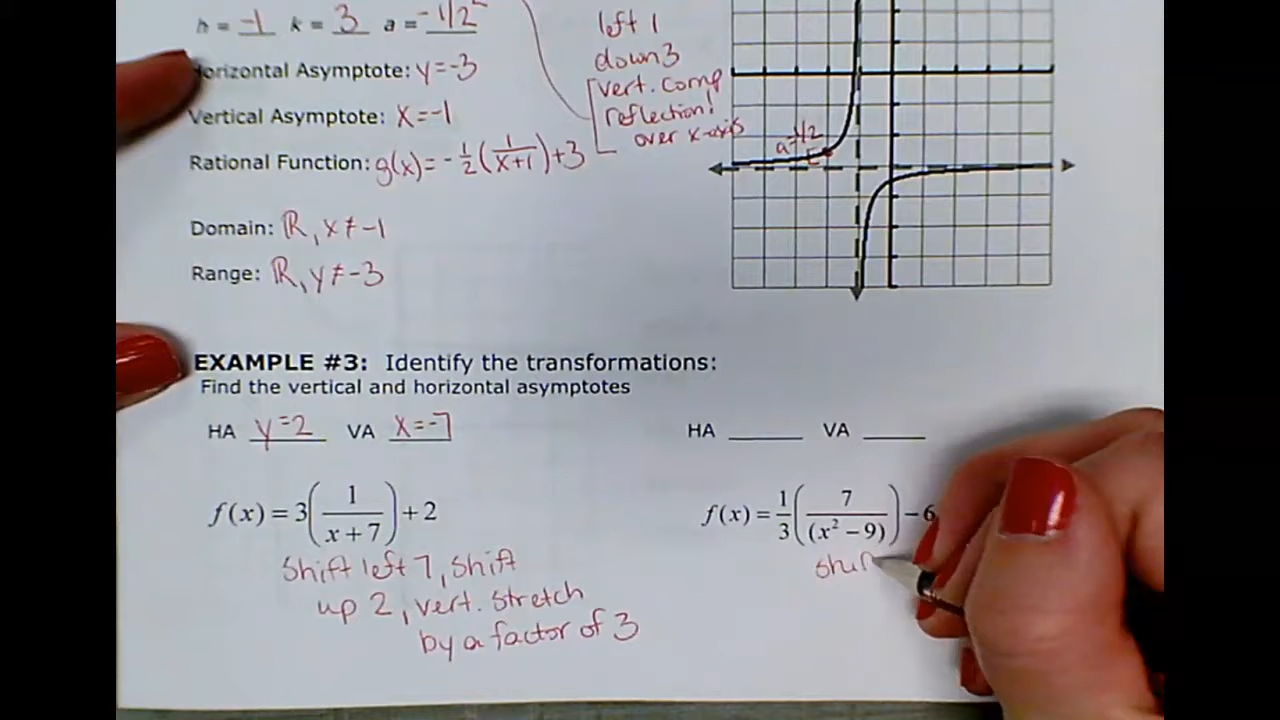 h = -1 k = 3 a = -1/2
left 1
down 3
vert. comp
reflection!
over x-axis
Horizontal Asymptote: y=-3
Vertical Asymptote: x=-1
Rational Function: g(x)= -1/2(1/(x+1))+3
Domain: ℝ, x≠-1
Range: ℝ, y≠-3
EXAMPLE #3: Identify the transformations:
Find the vertical and horizontal asymptotes
HA y=2 VA x=-7
f(x) = 3(1/(x+7)) + 2
Shift left 7, shift
up 2, vert. stretch
by a factor of 3
HA ____ VA ____
f(x) = 1/3(7/(x²-9)) - 6